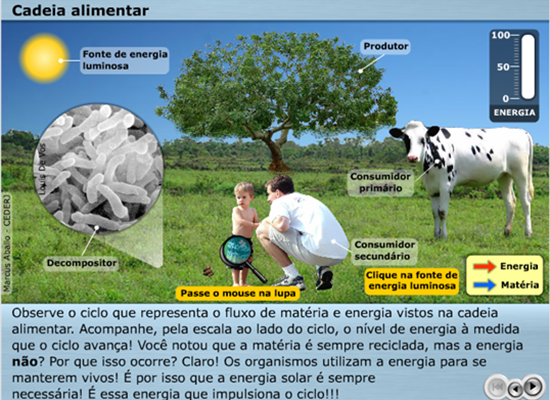 Cadeia alimentar
Fonte de energia
luminosa
Produtor
100
50
0
ENERGIA
Consumidor
primário
Consumidor
secundário
Decompositor
Marcus Aballo - CEDERJ
Passe o mouse na lupa
Clique na fonte de
energia luminosa
Energia
Matéria
Observe o ciclo que representa o fluxo de matéria e energia vistos na cadeia
alimentar. Acompanhe, pela escala ao lado do ciclo, o nível de energia à medida
que o ciclo avança! Você notou que a matéria é sempre reciclada, mas a energia
não? Por que isso ocorre? Claro! Os organismos utilizam a energia para se
manterem vivos! É por isso que a energia solar é sempre
necessária! É essa energia que impulsiona o ciclo!!!